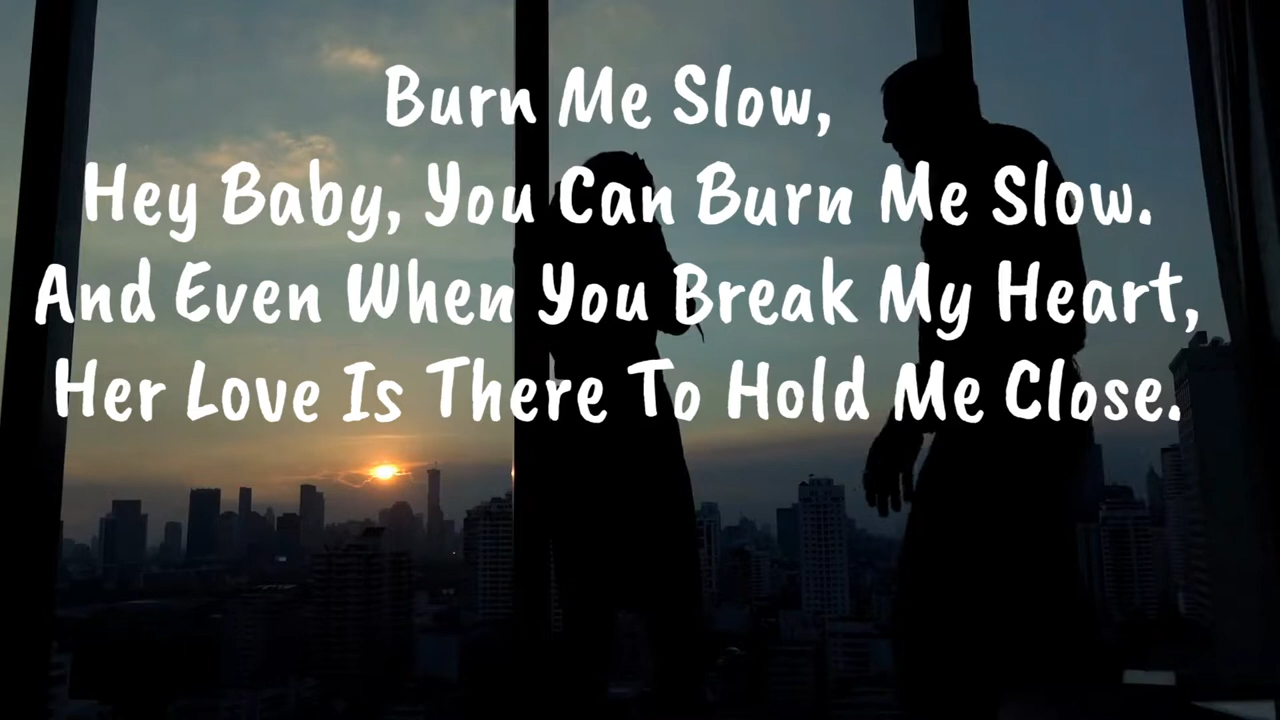 Burn Me Slow,
Hey Baby, You Can Burn Me Slow.
And Even When You Break My Heart,
Her Love Is There To Hold Me Close.